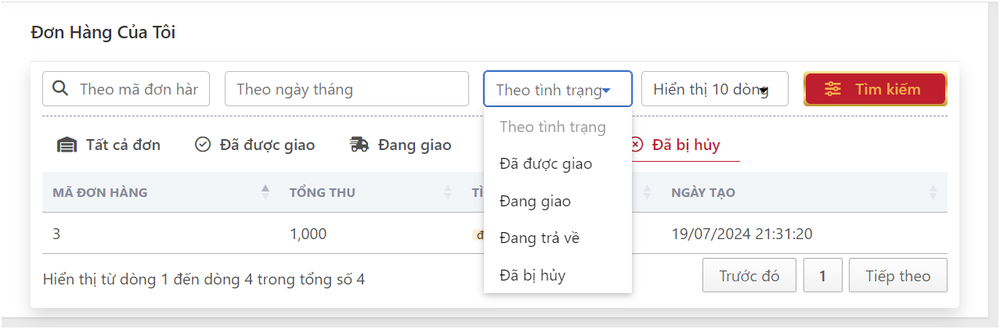 Đơn Hàng Của Tôi
Theo mã đơn hàr Theo ngày tháng Theo tình trạng Hiển thị 10 dòng Tìm kiếm
Theo tình trạng
Tất cả đơn Đã được giao Đang giao Đã bị hủy
Đã được giao
MÃ ĐƠN HÀNG TỔNG THU NGÀY TẠO
Đang giao
3 1,000 19/07/2024 21:31:20
Đang trả về
Hiển thị từ dòng 1 đến dòng 4 trong tổng số 4 Trước đó 1 Tiếp theo
Đã bị hủy